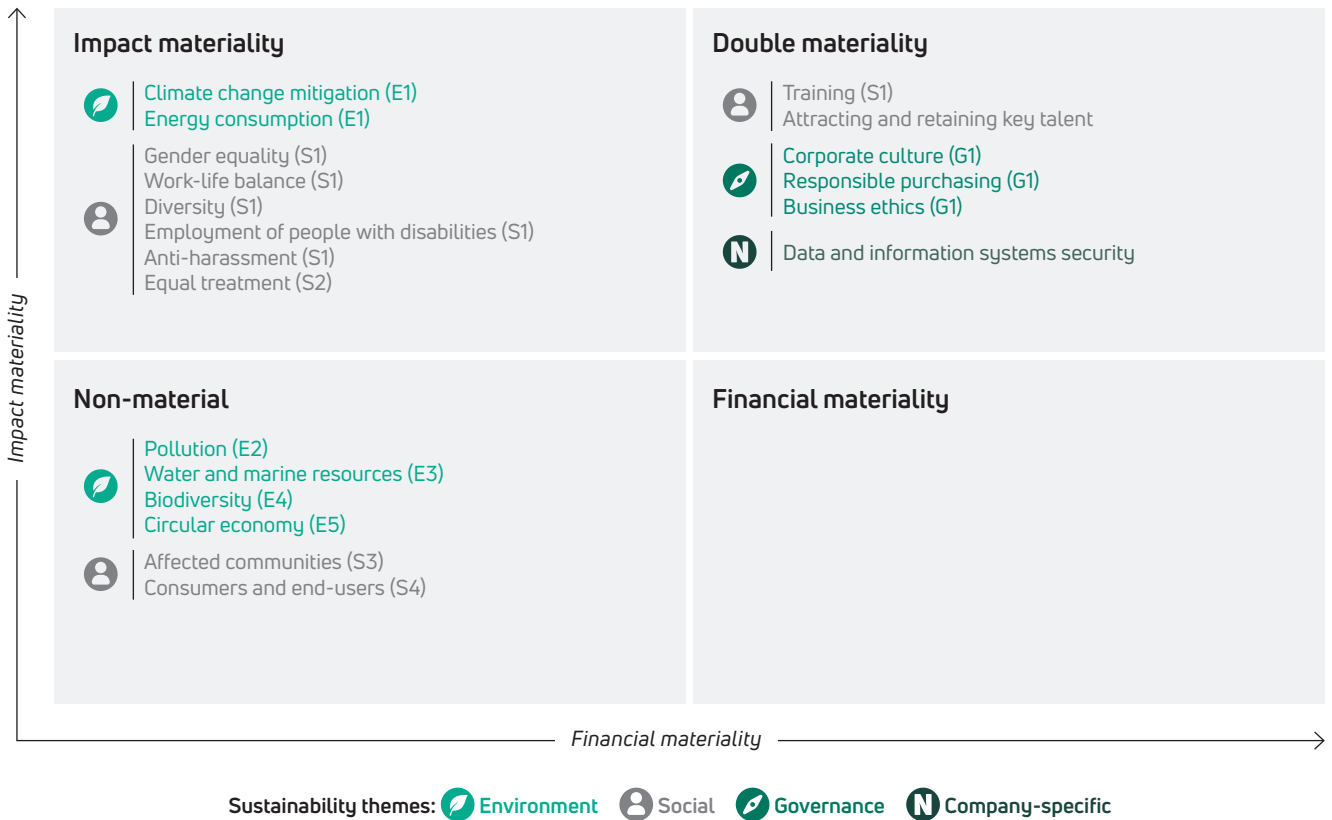 Impact materiality
Climate change mitigation (E1)
Energy consumption (E1)
Gender equality (S1)
Work-life balance (S1)
Diversity (S1)
Employment of people with disabilities (S1)
Anti-harassment (S1)
Equal treatment (S2)
Double materiality
Training (S1)
Attracting and retaining key talent
Corporate culture (G1)
Responsible purchasing (G1)
Business ethics (G1)
N
Data and information systems security
Impact materiality
Non-material
Pollution (E2)
Water and marine resources (E3)
Biodiversity (E4)
Circular economy (E5)
Affected communities (S3)
Consumers and end-users (S4)
Financial materiality
Financial materiality
Sustainability themes: Environment Social Governance N Company-specific